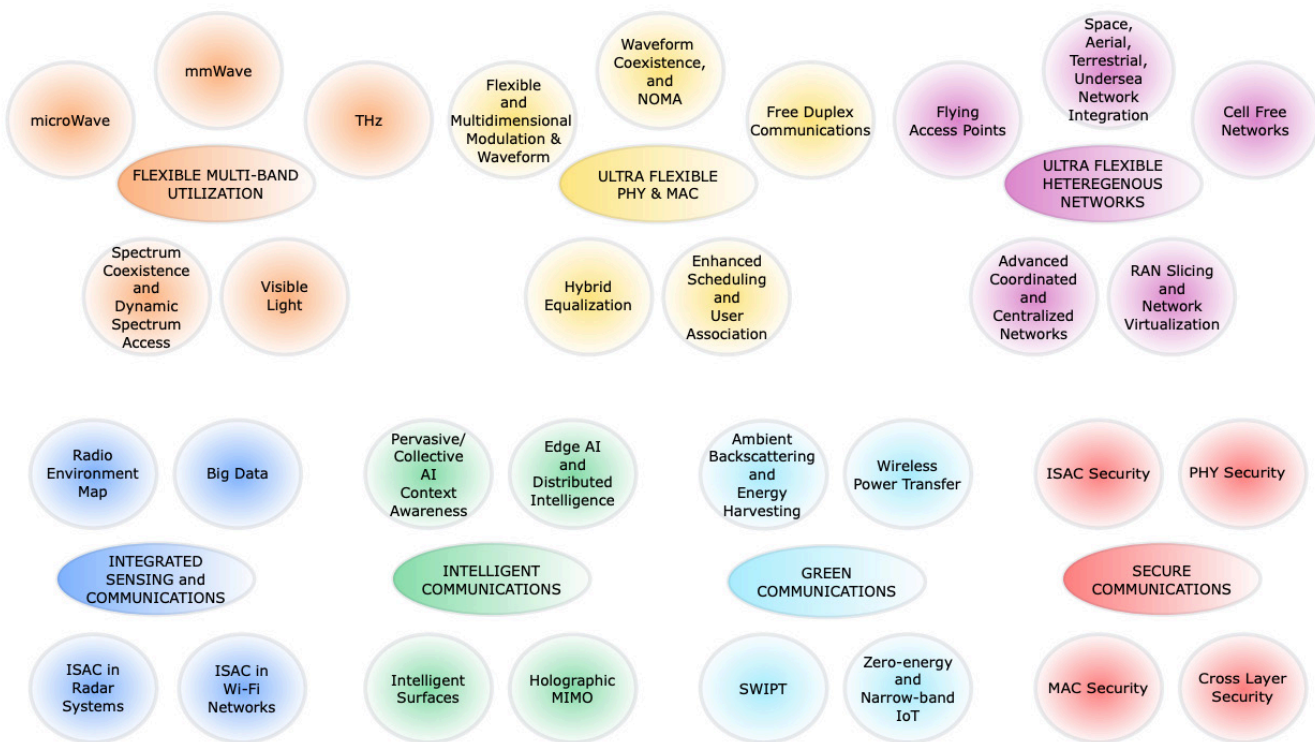 microWave
mmWave
THz
FLEXIBLE MULTI-BAND
UTILIZATION
Spectrum
Coexistence
and
Dynamic
Spectrum
Access
Visible
Light
Flexible
and
Multidimensional
Modulation &
Waveform
Waveform
Coexistence,
and
NOMA
Free Duplex
Communications
ULTRA FLEXIBLE
PHY & MAC
Hybrid
Equalization
Enhanced
Scheduling
and
User
Association
Flying
Access Points
Space,
Aerial,
Terrestrial,
Undersea
Network
Integration
Cell Free
Networks
ULTRA FLEXIBLE
HETEREGENOUS
NETWORKS
Advanced
Coordinated
and
Centralized
Networks
RAN Slicing
and
Network
Virtualization
Radio
Environment
Map
Big Data
INTEGRATED
SENSING and
COMMUNICATIONS
ISAC in
Radar
Systems
ISAC in
Wi-Fi
Networks
Pervasive/
Collective
AI
Context
Awareness
Edge AI
and
Distributed
Intelligence
INTELLIGENT
COMMUNICATIONS
Intelligent
Surfaces
Holographic
MIMO
Ambient
Backscattering
and
Energy
Harvesting
Wireless
Power Transfer
GREEN
COMMUNICATIONS
SWIPT
Zero-energy
and
Narrow-band
IoT
ISAC Security
PHY Security
SECURE
COMMUNICATIONS
MAC Security
Cross Layer
Security